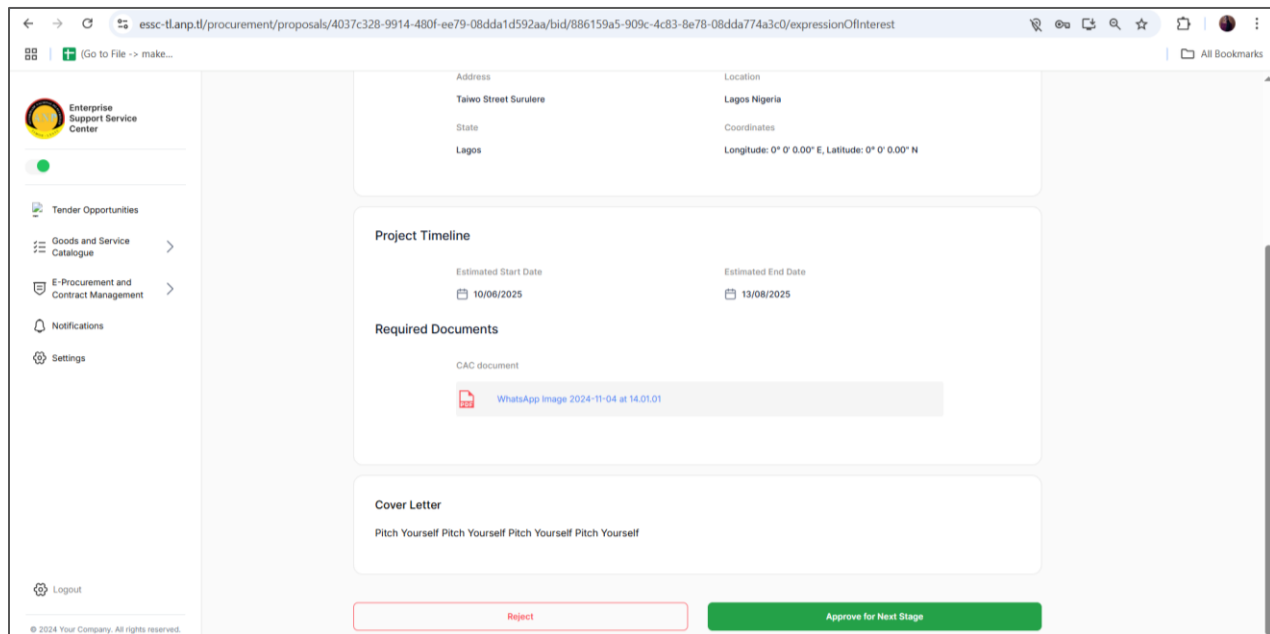 essc-tl.anp.tl/procurement/proposals/4037c328-9914-480f-ee79-08dda1d592aa/bid/886159a5-909c-4c83-8e78-08dda774a3c0/expressionOfInterest
(Go to File -> make...
All Bookmarks
Enterprise
Support Service
Center
Tender Opportunities
Goods and Service
Catalogue
E-Procurement and
Contract Management
Notifications
Settings
Logout
© 2024 Your Company. All rights reserved.
Address
Location
Taiwo Street Surulere
Lagos Nigeria
State
Coordinates
Lagos
Longitude: 0° 0' 0.00" E, Latitude: 0° 0' 0.00" N
Project Timeline
Estimated Start Date
Estimated End Date
10/06/2025
13/08/2025
Required Documents
CAC document
PDF
WhatsApp Image 2024-11-04 at 14.01.01
Cover Letter
Pitch Yourself Pitch Yourself Pitch Yourself Pitch Yourself
Reject
Approve for Next Stage